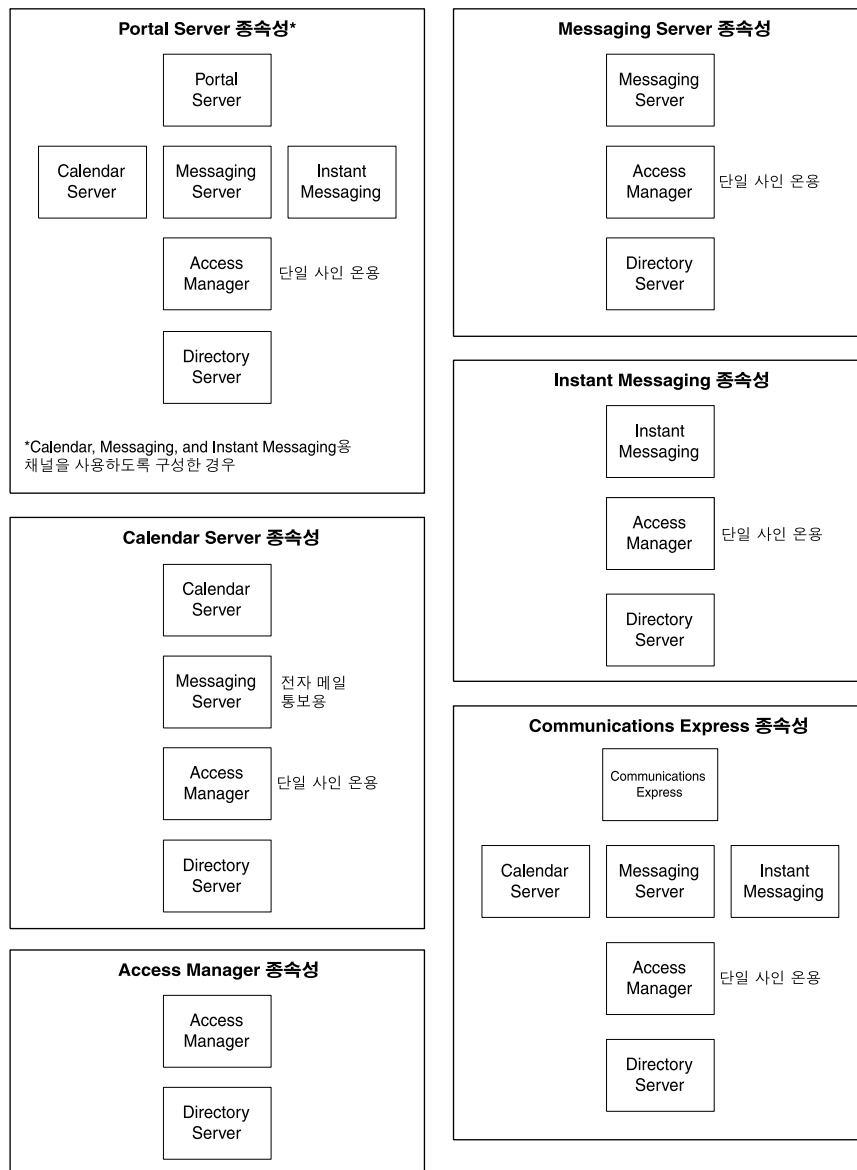 Portal Server 종속성*
Portal
Server
Calendar
Server
Messaging
Server
Instant
Messaging
Access
Manager
단일 사인 온용
Directory
Server
*Calendar, Messaging, and Instant Messaging용
채널을 사용하도록 구성한 경우
Calendar Server 종속성
Calendar
Server
Messaging
Server
전자 메일
통보용
Access
Manager
단일 사인 온용
Directory
Server
Access Manager 종속성
Access
Manager
Directory
Server
Messaging Server 종속성
Messaging
Server
Access
Manager
단일 사인 온용
Directory
Server
Instant Messaging 종속성
Instant
Messaging
Access
Manager
단일 사인 온용
Directory
Server
Communications Express 종속성
Communications
Express
Calendar
Server
Messaging
Server
Instant
Messaging
Access
Manager
단일 사인 온용
Directory
Server